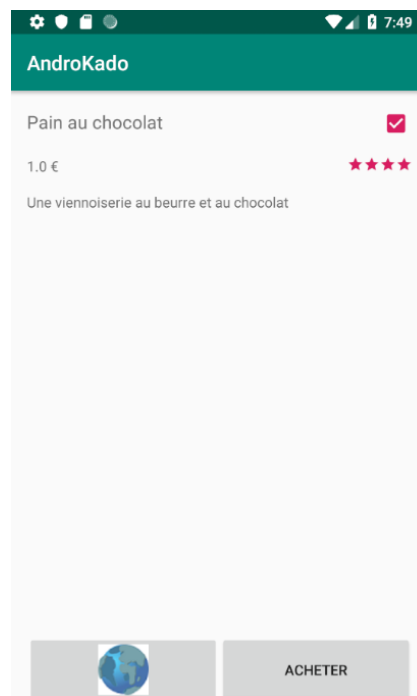 7:49
AndroKado
Pain au chocolat
1.0 €
Une viennoiserie au beurre et au chocolat
ACHETER